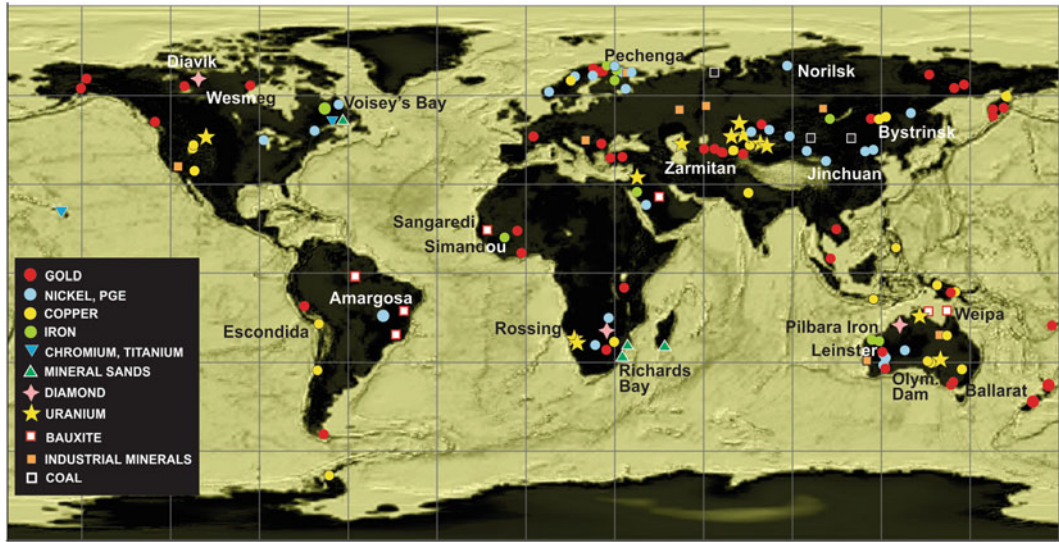 Diavik
Wesmeg
Voisey's Bay
Pechenga
Norilsk
Bystrinsk
Zarmitan
Jinchuan
Sangaredi
Simandou
Amargosa
Escondida
Rossing
Richards
Bay
Weipa
Pilbara Iron
Leinster
Olym.
Dam
Ballarat
GOLD
NICKEL, PGE
COPPER
IRON
CHROMIUM, TITANIUM
MINERAL SANDS
DIAMOND
URANIUM
BAUXITE
INDUSTRIAL MINERALS
COAL